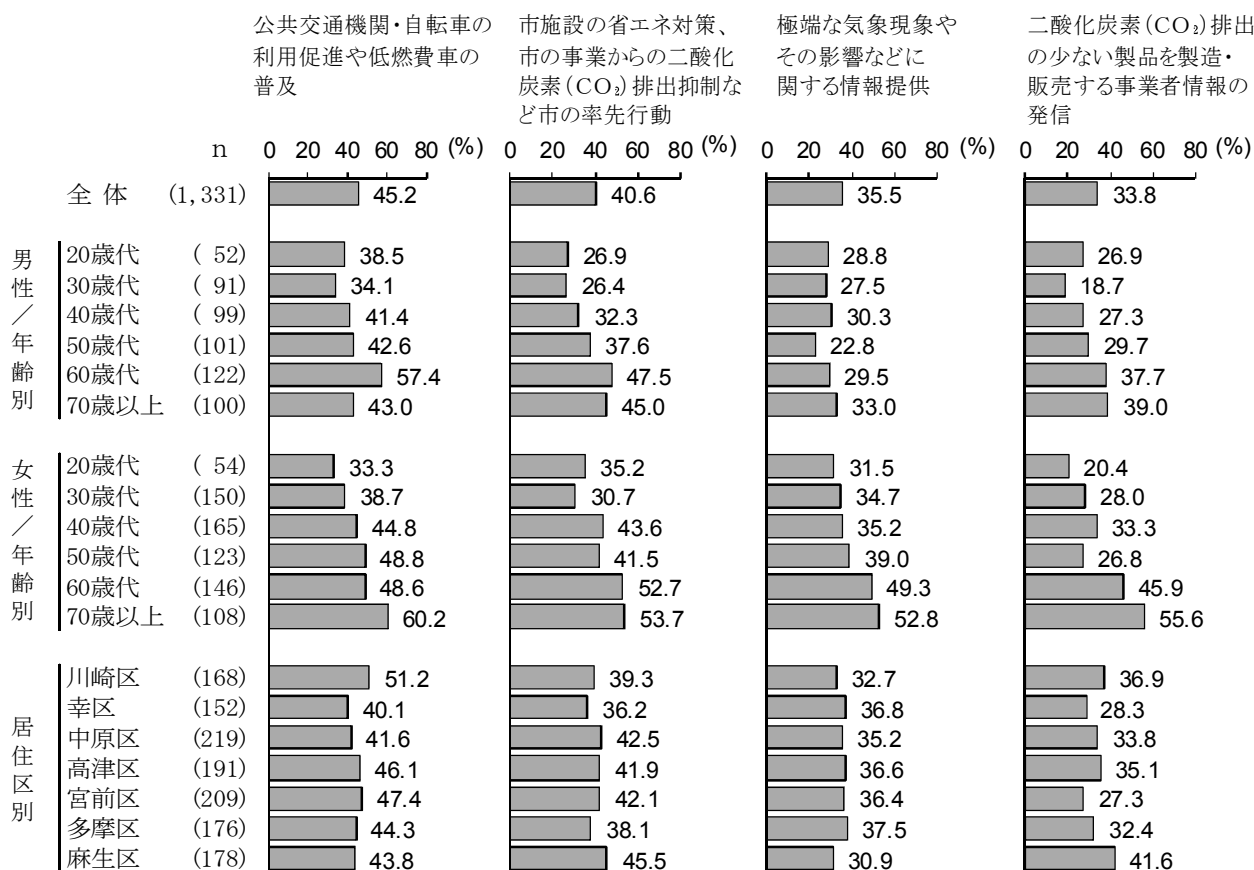 公共交通機関・自転車の
利用促進や低燃費車の
普及
市施設の省エネ対策、
市の事業からの二酸化
炭素(CO₂)排出抑制な
ど市の率先行動
極端な気象現象や
その影響などに
関する情報提供
二酸化炭素(CO₂)排出
の少ない製品を製造・
販売する事業者情報の
発信
n 0 20 40 60 80 (%) 0 20 40 60 80 (%) 0 20 40 60 80 (%) 0 20 40 60 80 (%)
全 体 (1,331) 45.2 40.6 35.5 33.8
男性/年齢別
20歳代 ( 52) 38.5 26.9 28.8 26.9
30歳代 ( 91) 34.1 26.4 27.5 18.7
40歳代 ( 99) 41.4 32.3 30.3 27.3
50歳代 (101) 42.6 37.6 22.8 29.7
60歳代 (122) 57.4 47.5 29.5 37.7
70歳以上 (100) 43.0 45.0 33.0 39.0
女性/年齢別
20歳代 ( 54) 33.3 35.2 31.5 20.4
30歳代 (150) 38.7 30.7 34.7 28.0
40歳代 (165) 44.8 43.6 35.2 33.3
50歳代 (123) 48.8 41.5 39.0 26.8
60歳代 (146) 48.6 52.7 49.3 45.9
70歳以上 (108) 60.2 53.7 52.8 55.6
居住区別
川崎区 (168) 51.2 39.3 32.7 36.9
幸区 (152) 40.1 36.2 36.8 28.3
中原区 (219) 41.6 42.5 35.2 33.8
高津区 (191) 46.1 41.9 36.6 35.1
宮前区 (209) 47.4 42.1 36.4 27.3
多摩区 (176) 44.3 38.1 37.5 32.4
麻生区 (178) 43.8 45.5 30.9 41.6